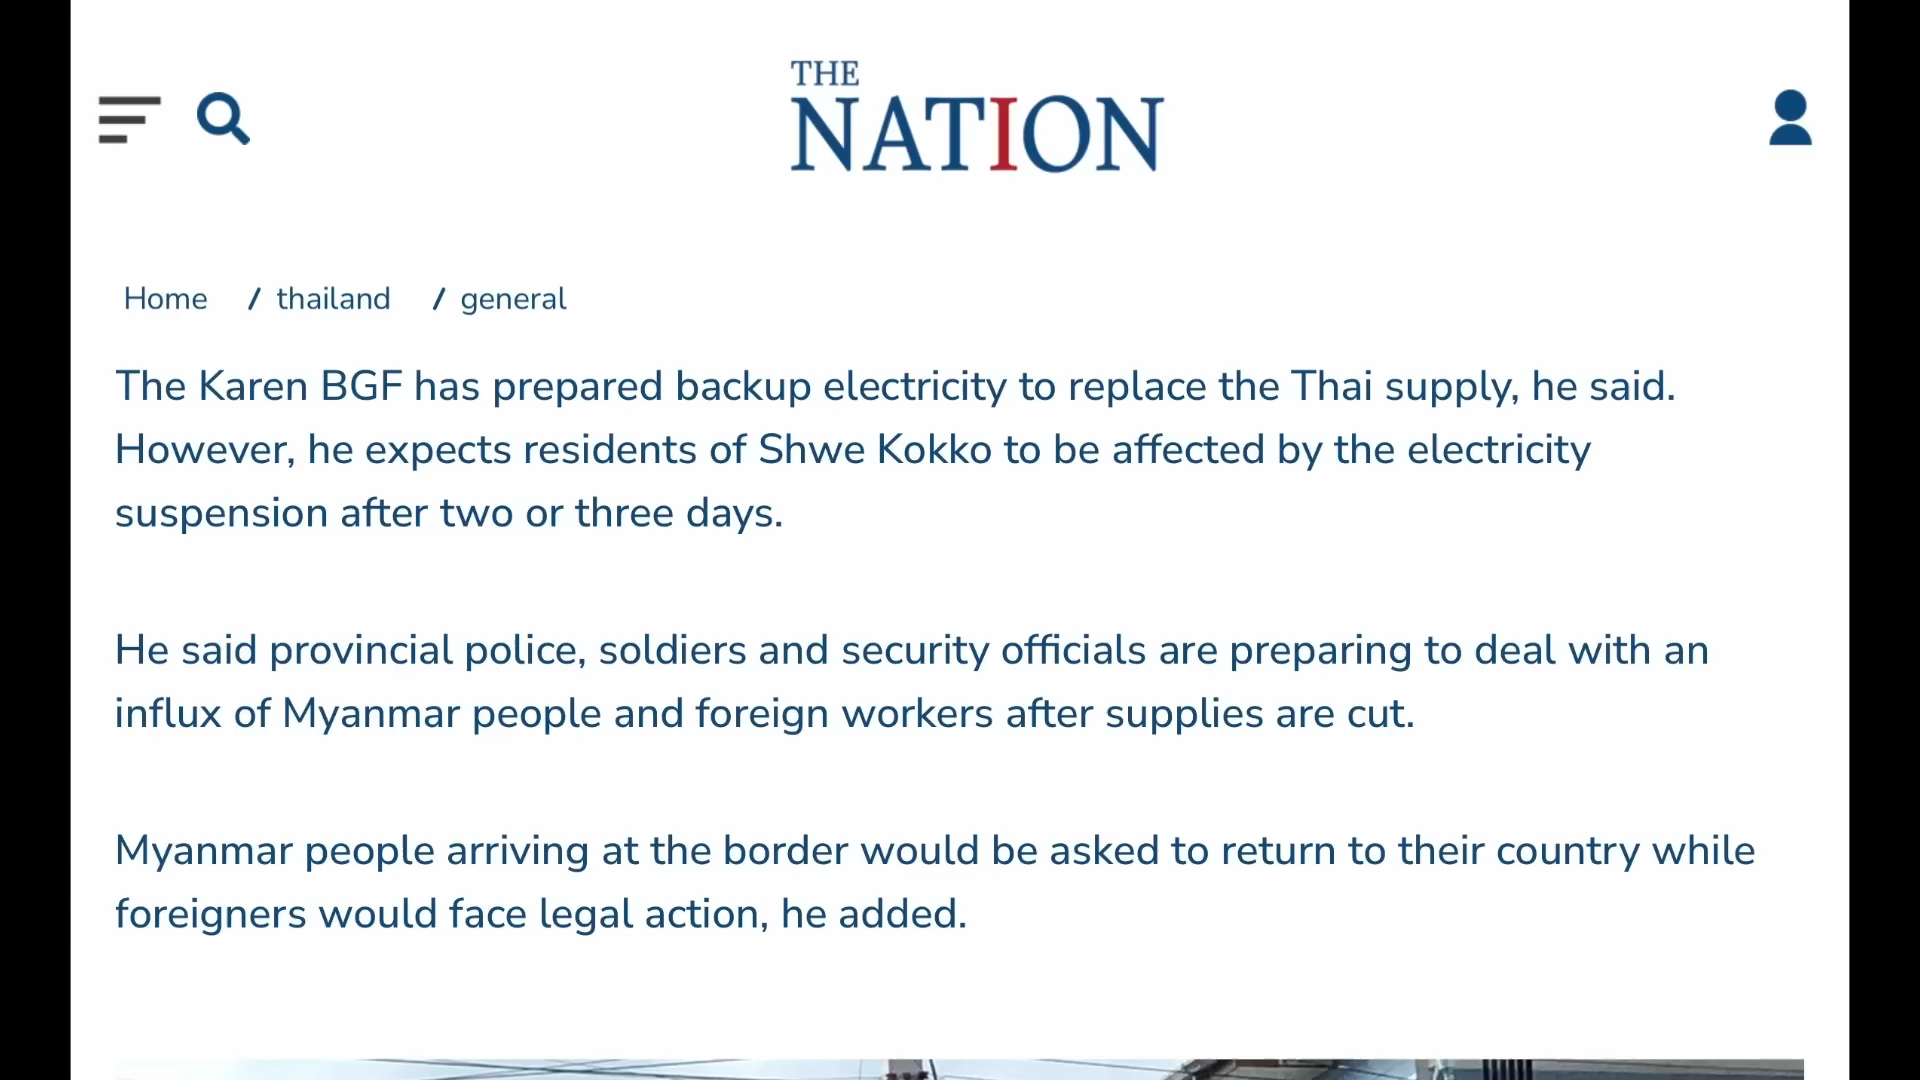 THE
NATION
Home / thailand / general
The Karen BGF has prepared backup electricity to replace the Thai supply, he said.
However, he expects residents of Shwe Kokko to be affected by the electricity
suspension after two or three days.
He said provincial police, soldiers and security officials are preparing to deal with an
influx of Myanmar people and foreign workers after supplies are cut.
Myanmar people arriving at the border would be asked to return to their country while
foreigners would face legal action, he added.